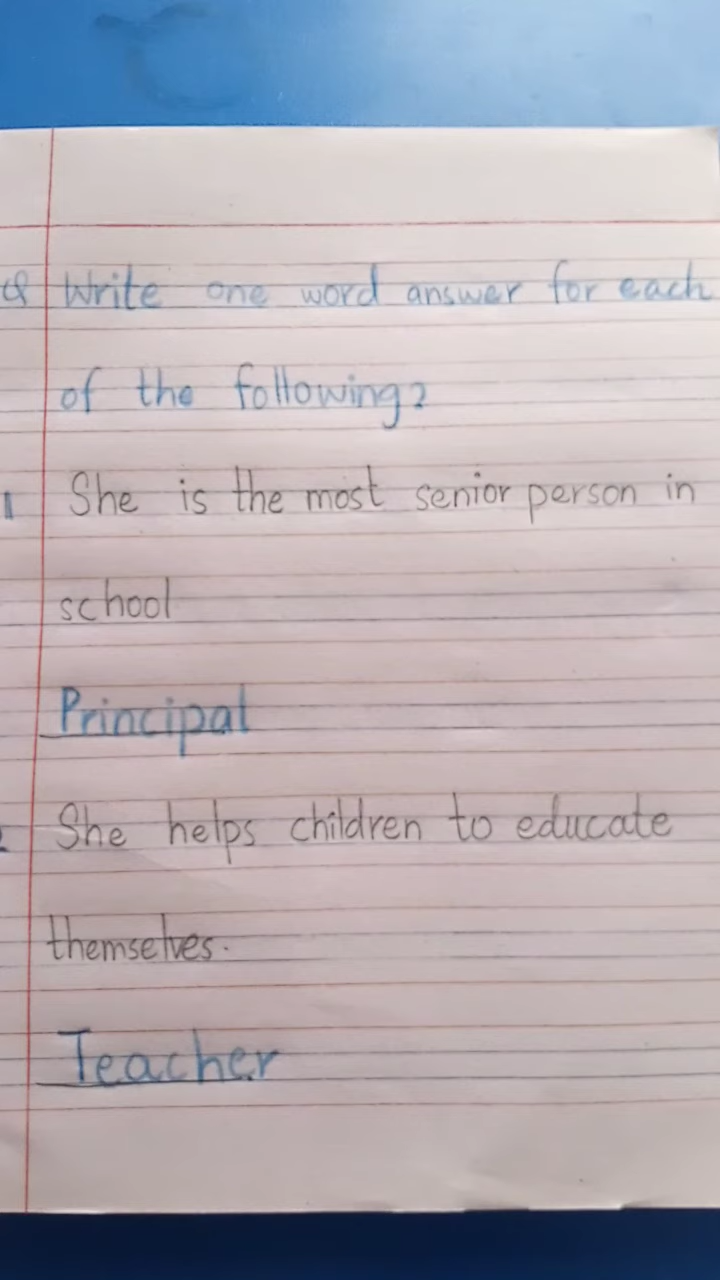 Q Write one word answer for each
of the following?
1 She is the most senior person in
school
Principal
2 She helps children to educate
themselves.
Teacher